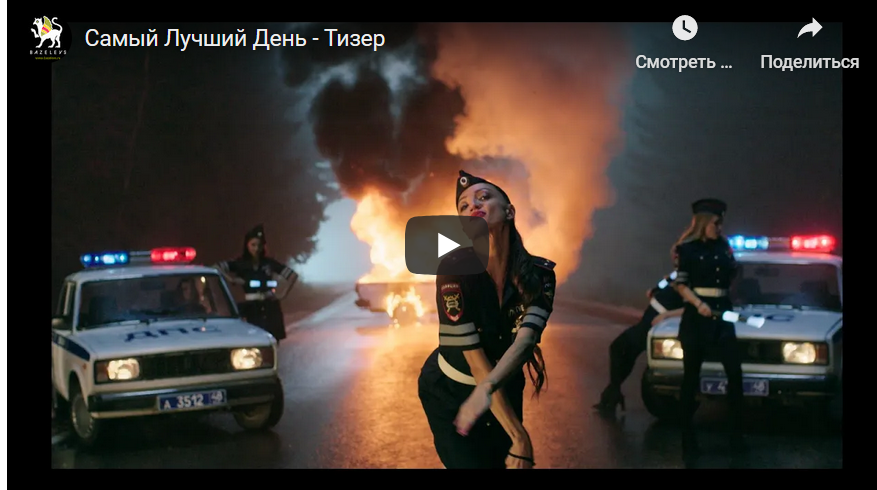 Самый Лучший День - Тизер
Смотреть ...
Поделиться
BAZELEVS
ДПС
А 3512 48